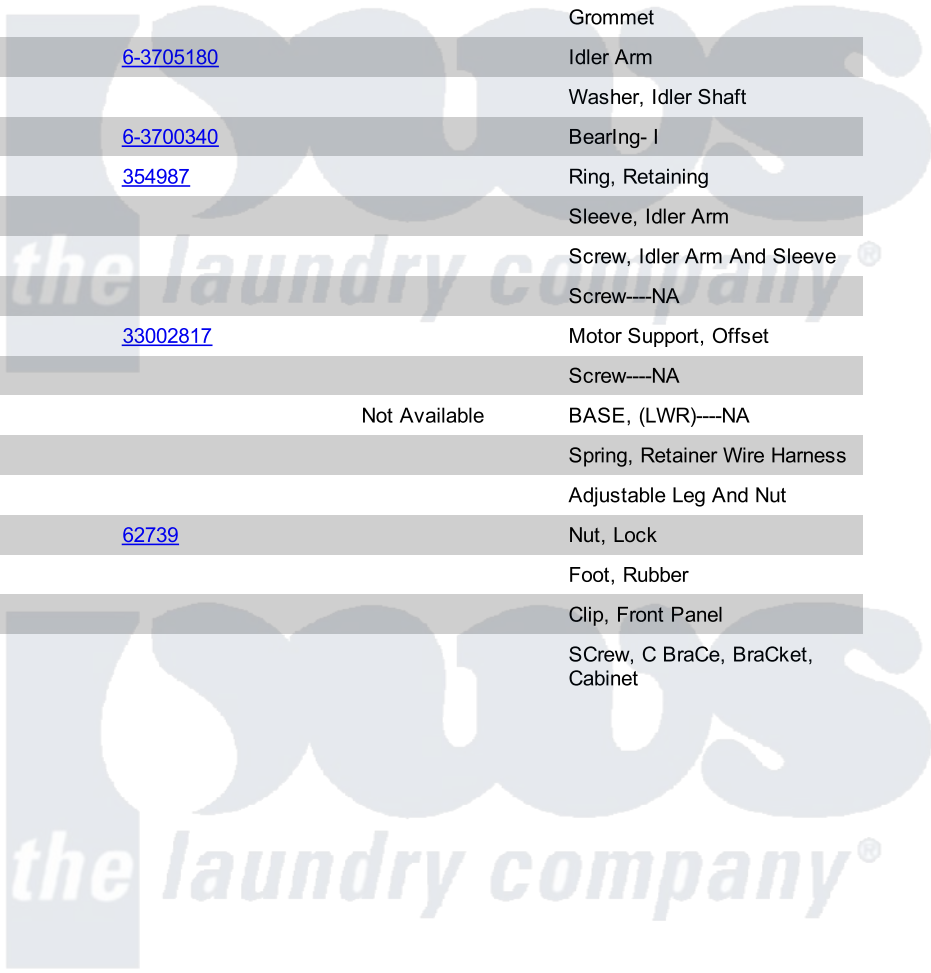 Grommet
6-3705180 Idler Arm
Washer, Idler Shaft
6-3700340 BearIng- I
354987 Ring, Retaining
Sleeve, Idler Arm
Screw, Idler Arm And Sleeve
the laundry company®
Screw----NA
33002817 Motor Support, Offset
Screw----NA
Not Available BASE, (LWR)----NA
Spring, Retainer Wire Harness
Adjustable Leg And Nut
62739 Nut, Lock
Foot, Rubber
Clip, Front Panel
SCrew, C BraCe, BraCket,
Cabinet
pws
the laundry company®